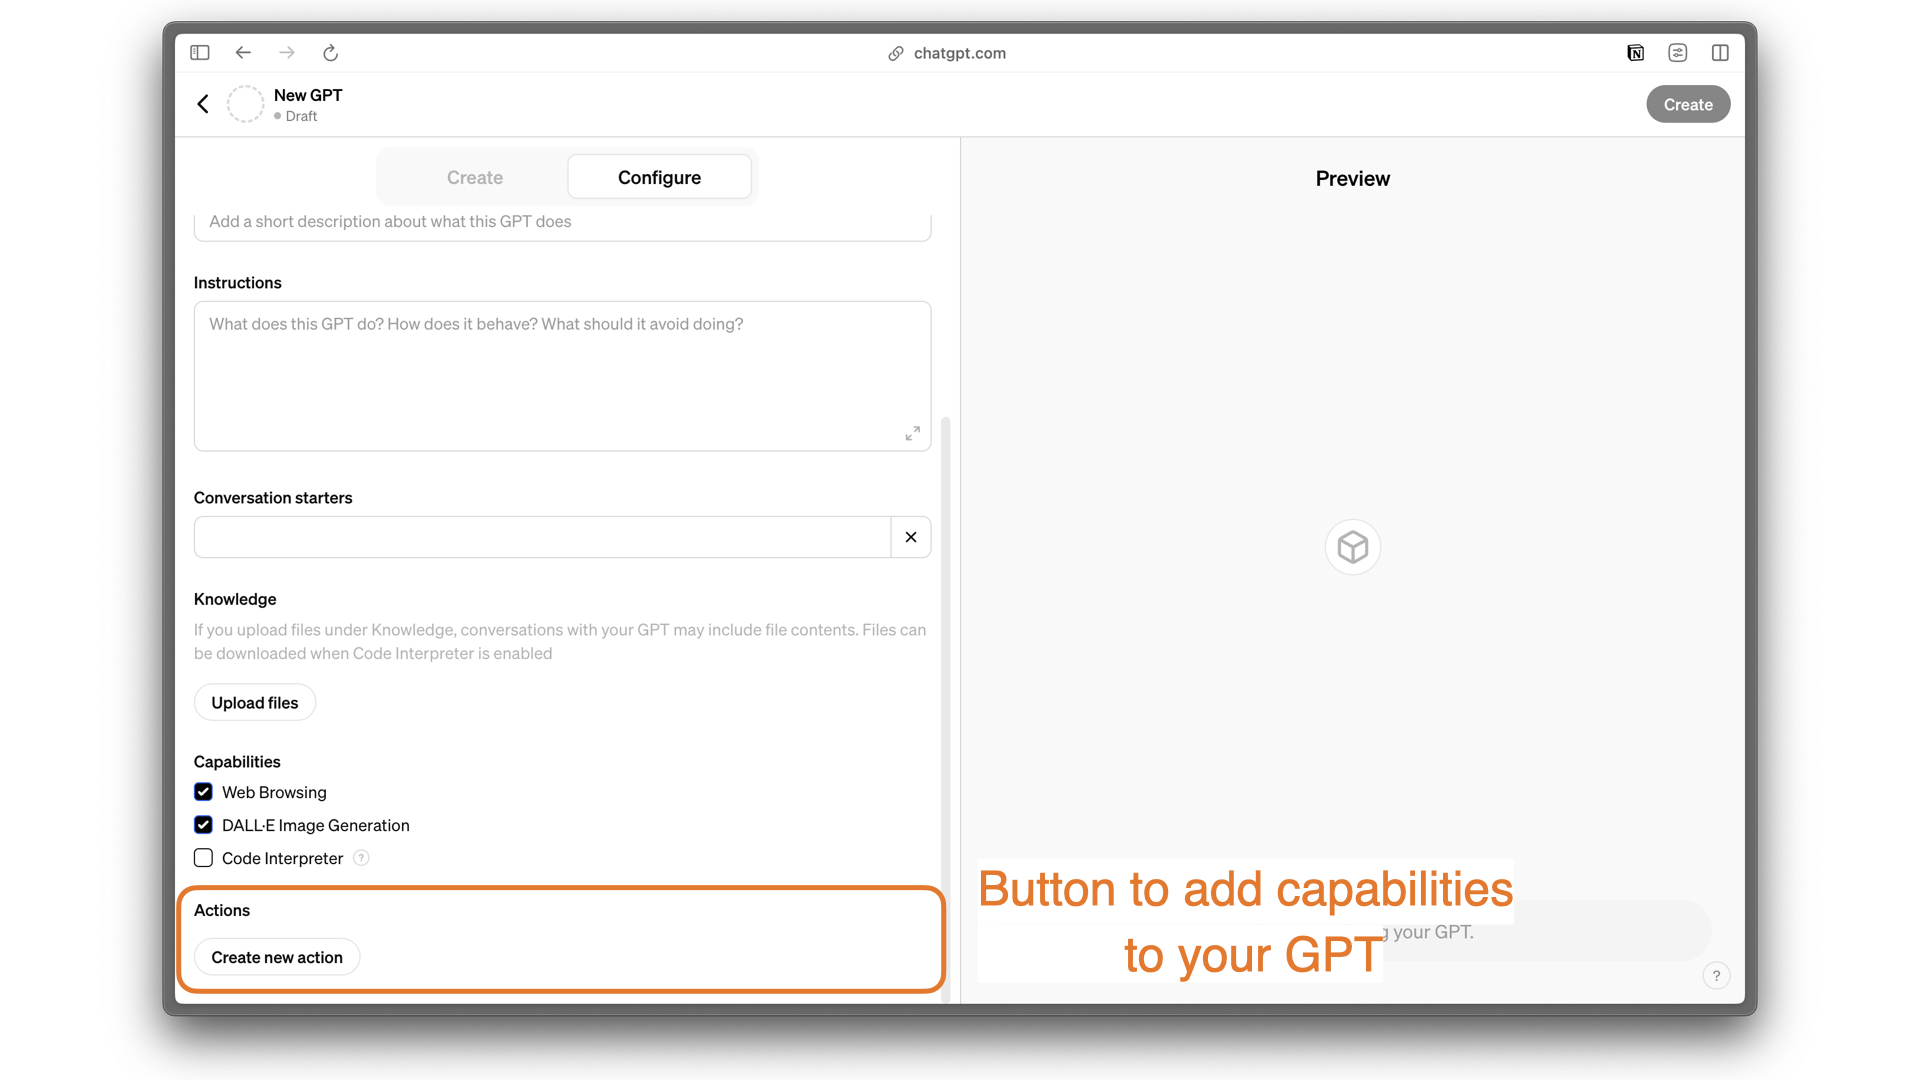 chatgpt.com
New GPT
Draft
Create
Create
Configure
Preview
Add a short description about what this GPT does
Instructions
What does this GPT do? How does it behave? What should it avoid doing?
Conversation starters
Knowledge
If you upload files under Knowledge, conversations with your GPT may include file contents. Files can
be downloaded when Code Interpreter is enabled
Upload files
Capabilities
Web Browsing
DALL·E Image Generation
Code Interpreter ?
Actions
Create new action
Button to add capabilities
to your GPT
your GPT.
?